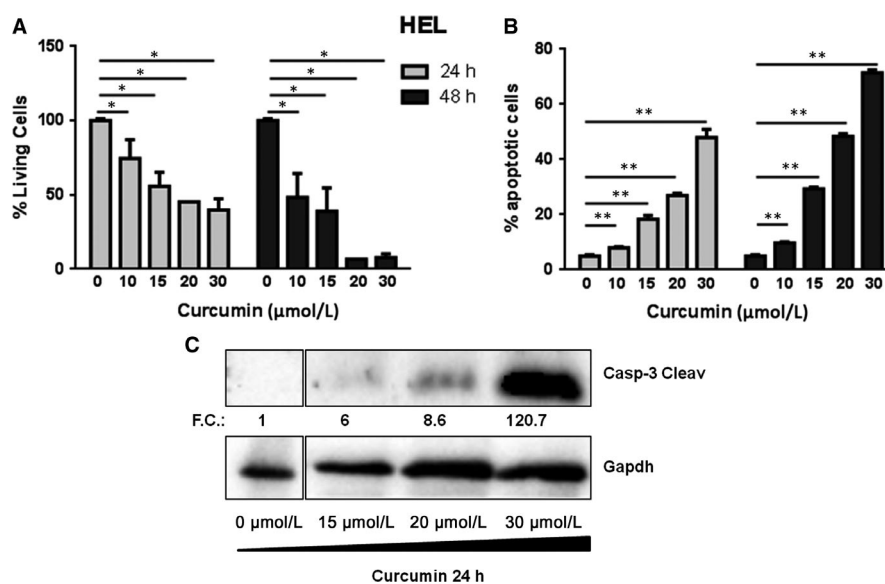 A
HEL
B
150
100
50
0
% Living Cells
* * * * * * * *
24 h
48 h
0 10 15 20 30 0 10 15 20 30
Curcumin (μmol/L)
80
60
40
20
0
% apoptotic cells
** ** ** ** ** ** ** **
0 10 15 20 30 0 10 15 20 30
Curcumin (μmol/L)
C
Casp-3 Cleav
F.C.: 1 6 8.6 120.7
Gapdh
0 μmol/L 15 μmol/L 20 μmol/L 30 μmol/L
Curcumin 24 h